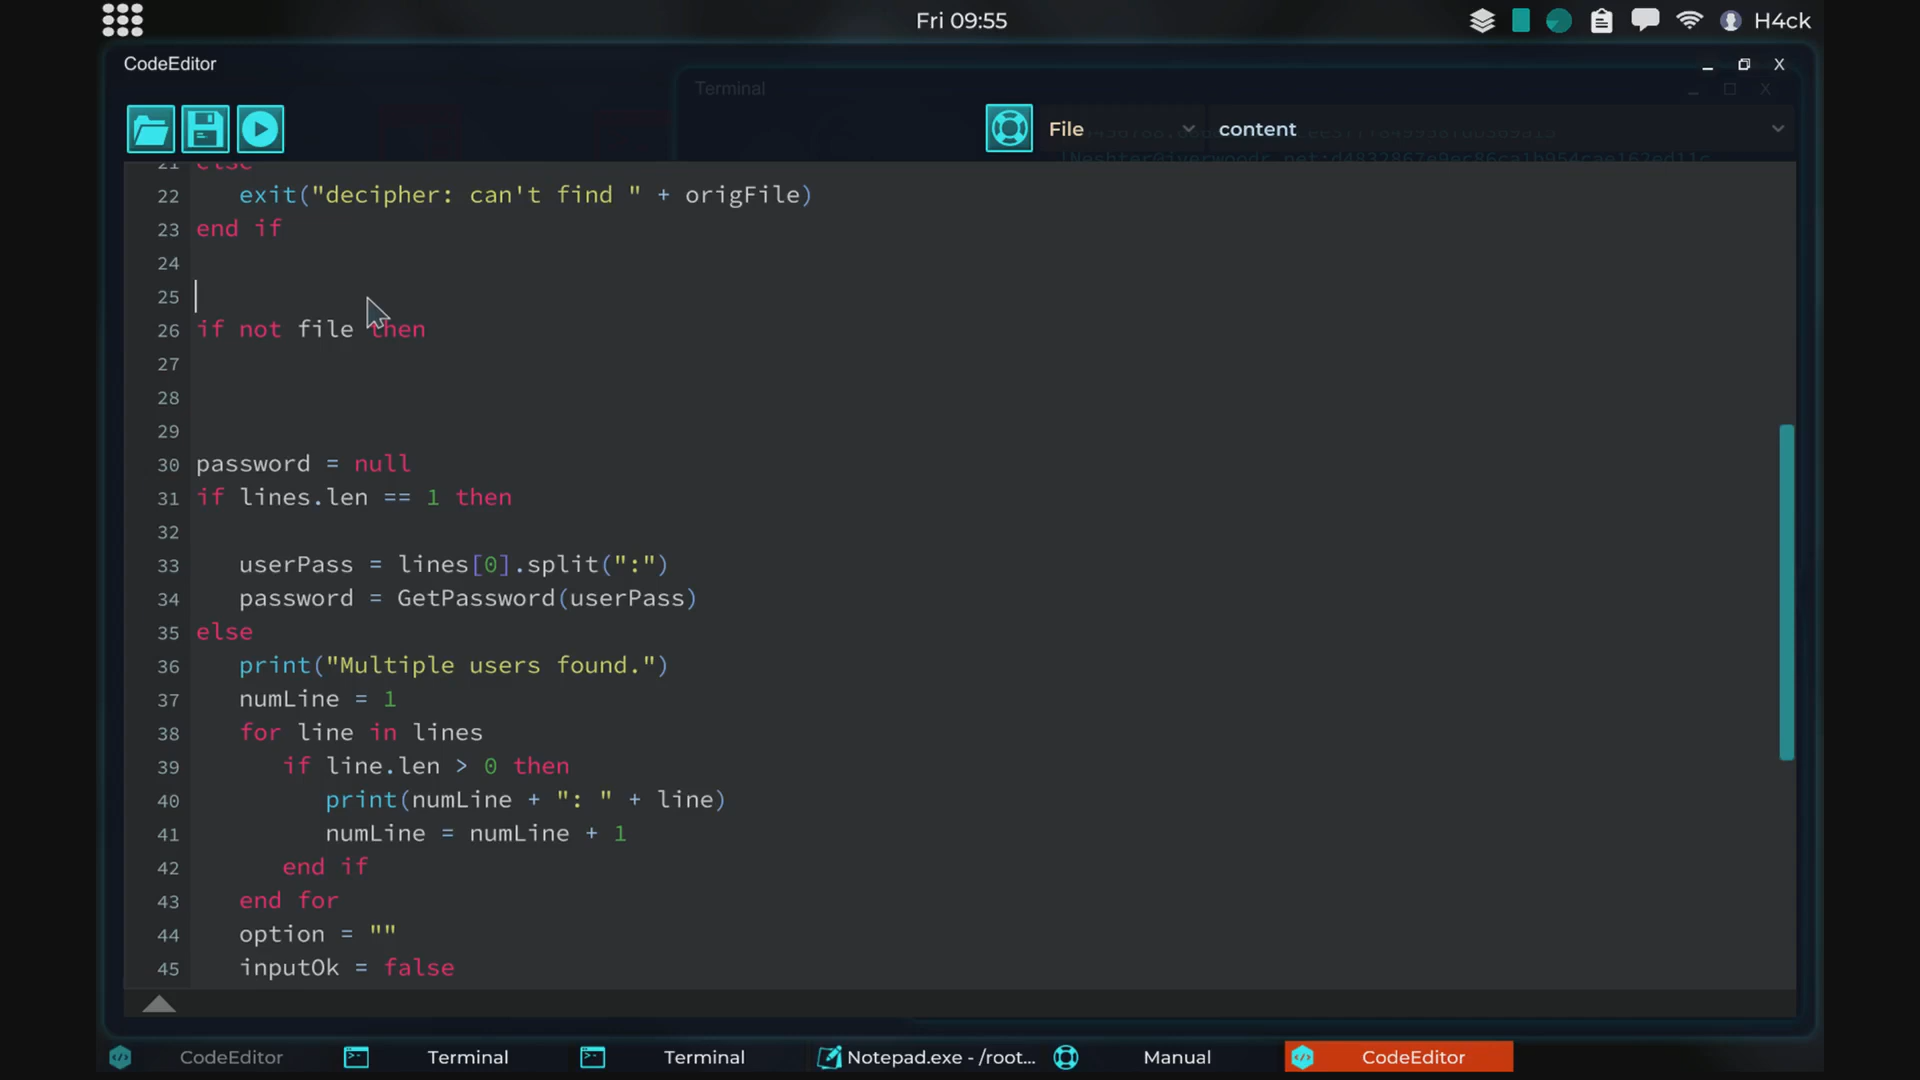 Fri 09:55
H4ck
CodeEditor
Terminal
File
content
21 else
22 exit("decipher: can't find " + origFile)
23 end if
24
25
26 if not file then
27
28
29
30 password = null
31 if lines.len == 1 then
32
33 userPass = lines[0].split(":")
34 password = GetPassword(userPass)
35 else
36 print("Multiple users found.")
37 numLine = 1
38 for line in lines
39 if line.len > 0 then
40 print(numLine + ": " + line)
41 numLine = numLine + 1
42 end if
43 end for
44 option = ""
45 inputOk = false
CodeEditor
Terminal
Terminal
Notepad.exe - /root...
Manual
CodeEditor